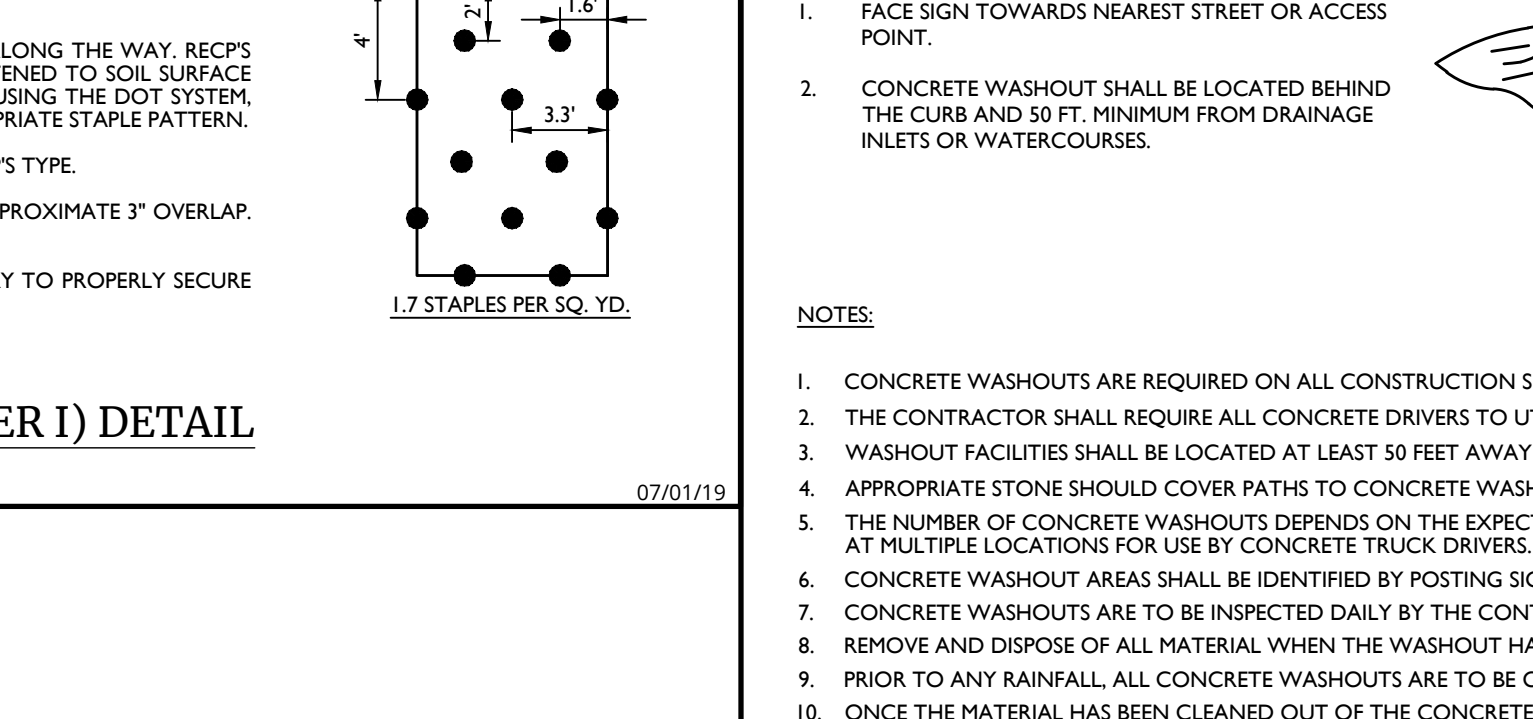 LONG THE WAY. RECP'S
TENED TO SOIL SURFACE
USING THE DOT SYSTEM,
PRIATE STAPLE PATTERN.
'S TYPE.
PROXIMATE 3" OVERLAP.
Y TO PROPERLY SECURE
4'
2'
1.6'
3.3'
1.7 STAPLES PER SQ. YD.
ER I) DETAIL
07/01/19
1. FACE SIGN TOWARDS NEAREST STREET OR ACCESS
POINT.
2. CONCRETE WASHOUT SHALL BE LOCATED BEHIND
THE CURB AND 50 FT. MINIMUM FROM DRAINAGE
INLETS OR WATERCOURSES.
NOTES:
1. CONCRETE WASHOUTS ARE REQUIRED ON ALL CONSTRUCTION S
2. THE CONTRACTOR SHALL REQUIRE ALL CONCRETE DRIVERS TO UT
3. WASHOUT FACILITIES SHALL BE LOCATED AT LEAST 50 FEET AWAY
4. APPROPRIATE STONE SHOULD COVER PATHS TO CONCRETE WASH
5. THE NUMBER OF CONCRETE WASHOUTS DEPENDS ON THE EXPECT
AT MULTIPLE LOCATIONS FOR USE BY CONCRETE TRUCK DRIVERS.
6. CONCRETE WASHOUT AREAS SHALL BE IDENTIFIED BY POSTING SIG
7. CONCRETE WASHOUTS ARE TO BE INSPECTED DAILY BY THE CONT
8. REMOVE AND DISPOSE OF ALL MATERIAL WHEN THE WASHOUT HA
9. PRIOR TO ANY RAINFALL, ALL CONCRETE WASHOUTS ARE TO BE C
10. ONCE THE MATERIAL HAS BEEN CLEANED OUT OF THE CONCRETE